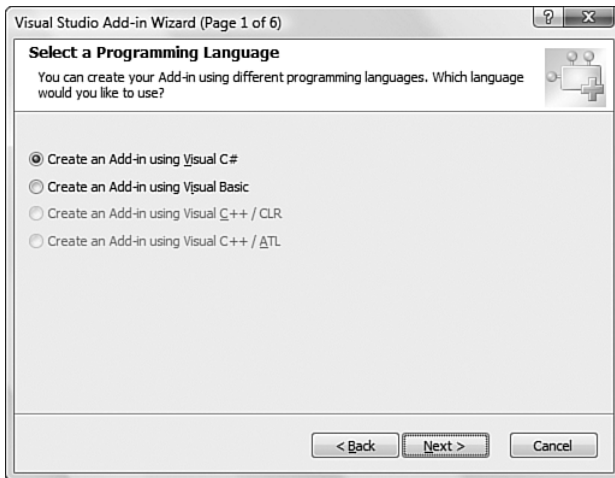 Visual Studio Add-in Wizard (Page 1 of 6)
Select a Programming Language
You can create your Add-in using different programming languages. Which language
would you like to use?
Create an Add-in using Visual C#
Create an Add-in using Visual Basic
Create an Add-in using Visual C++ / CLR
Create an Add-in using Visual C++ / ATL
< Back
Next >
Cancel